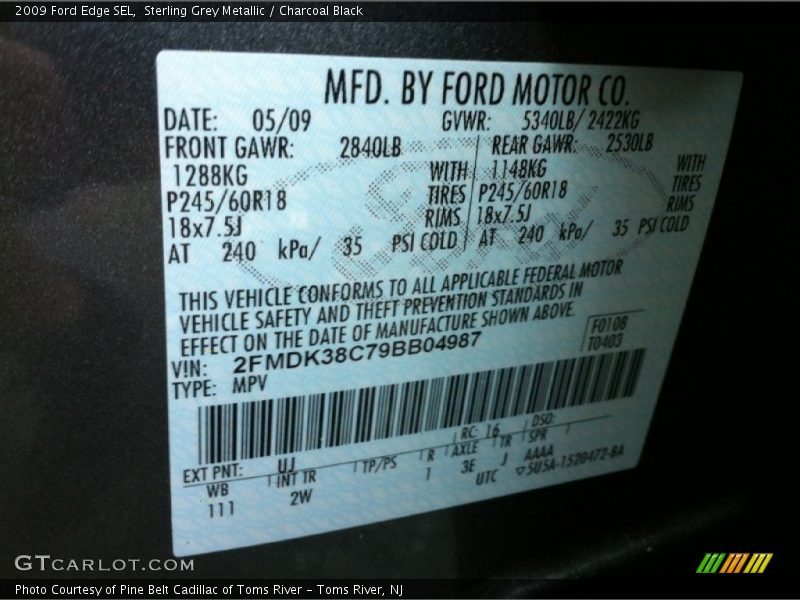 2009 Ford Edge SEL, Sterling Grey Metallic / Charcoal Black
MFD. BY FORD MOTOR CO.
DATE: 05/09 GVWR: 5340LB/ 2422KG
FRONT GAWR: 2840LB REAR GAWR: 2530LB
1288KG WITH 1148KG WITH
P245/60R18 TIRES P245/60R18 TIRES
18x7.5J RIMS 18x7.5J RIMS
AT 240 kPa/ 35 PSI COLD AT 240 kPa/ 35 PSI COLD
THIS VEHICLE CONFORMS TO ALL APPLICABLE FEDERAL MOTOR
VEHICLE SAFETY AND THEFT PREVENTION STANDARDS IN
EFFECT ON THE DATE OF MANUFACTURE SHOWN ABOVE.
F0108
VIN: 2FMDK38C79BB04987 T0403
TYPE: MPV
RC: 16 DSO:
EXT PNT: UJ
WB INT TR TP/PS R AXLE TR SPR
111 2W 1 3E J AAAA
UTC 5USA-1520472-BA
GTCARLOT.COM
Photo Courtesy of Pine Belt Cadillac of Toms River – Toms River, NJ